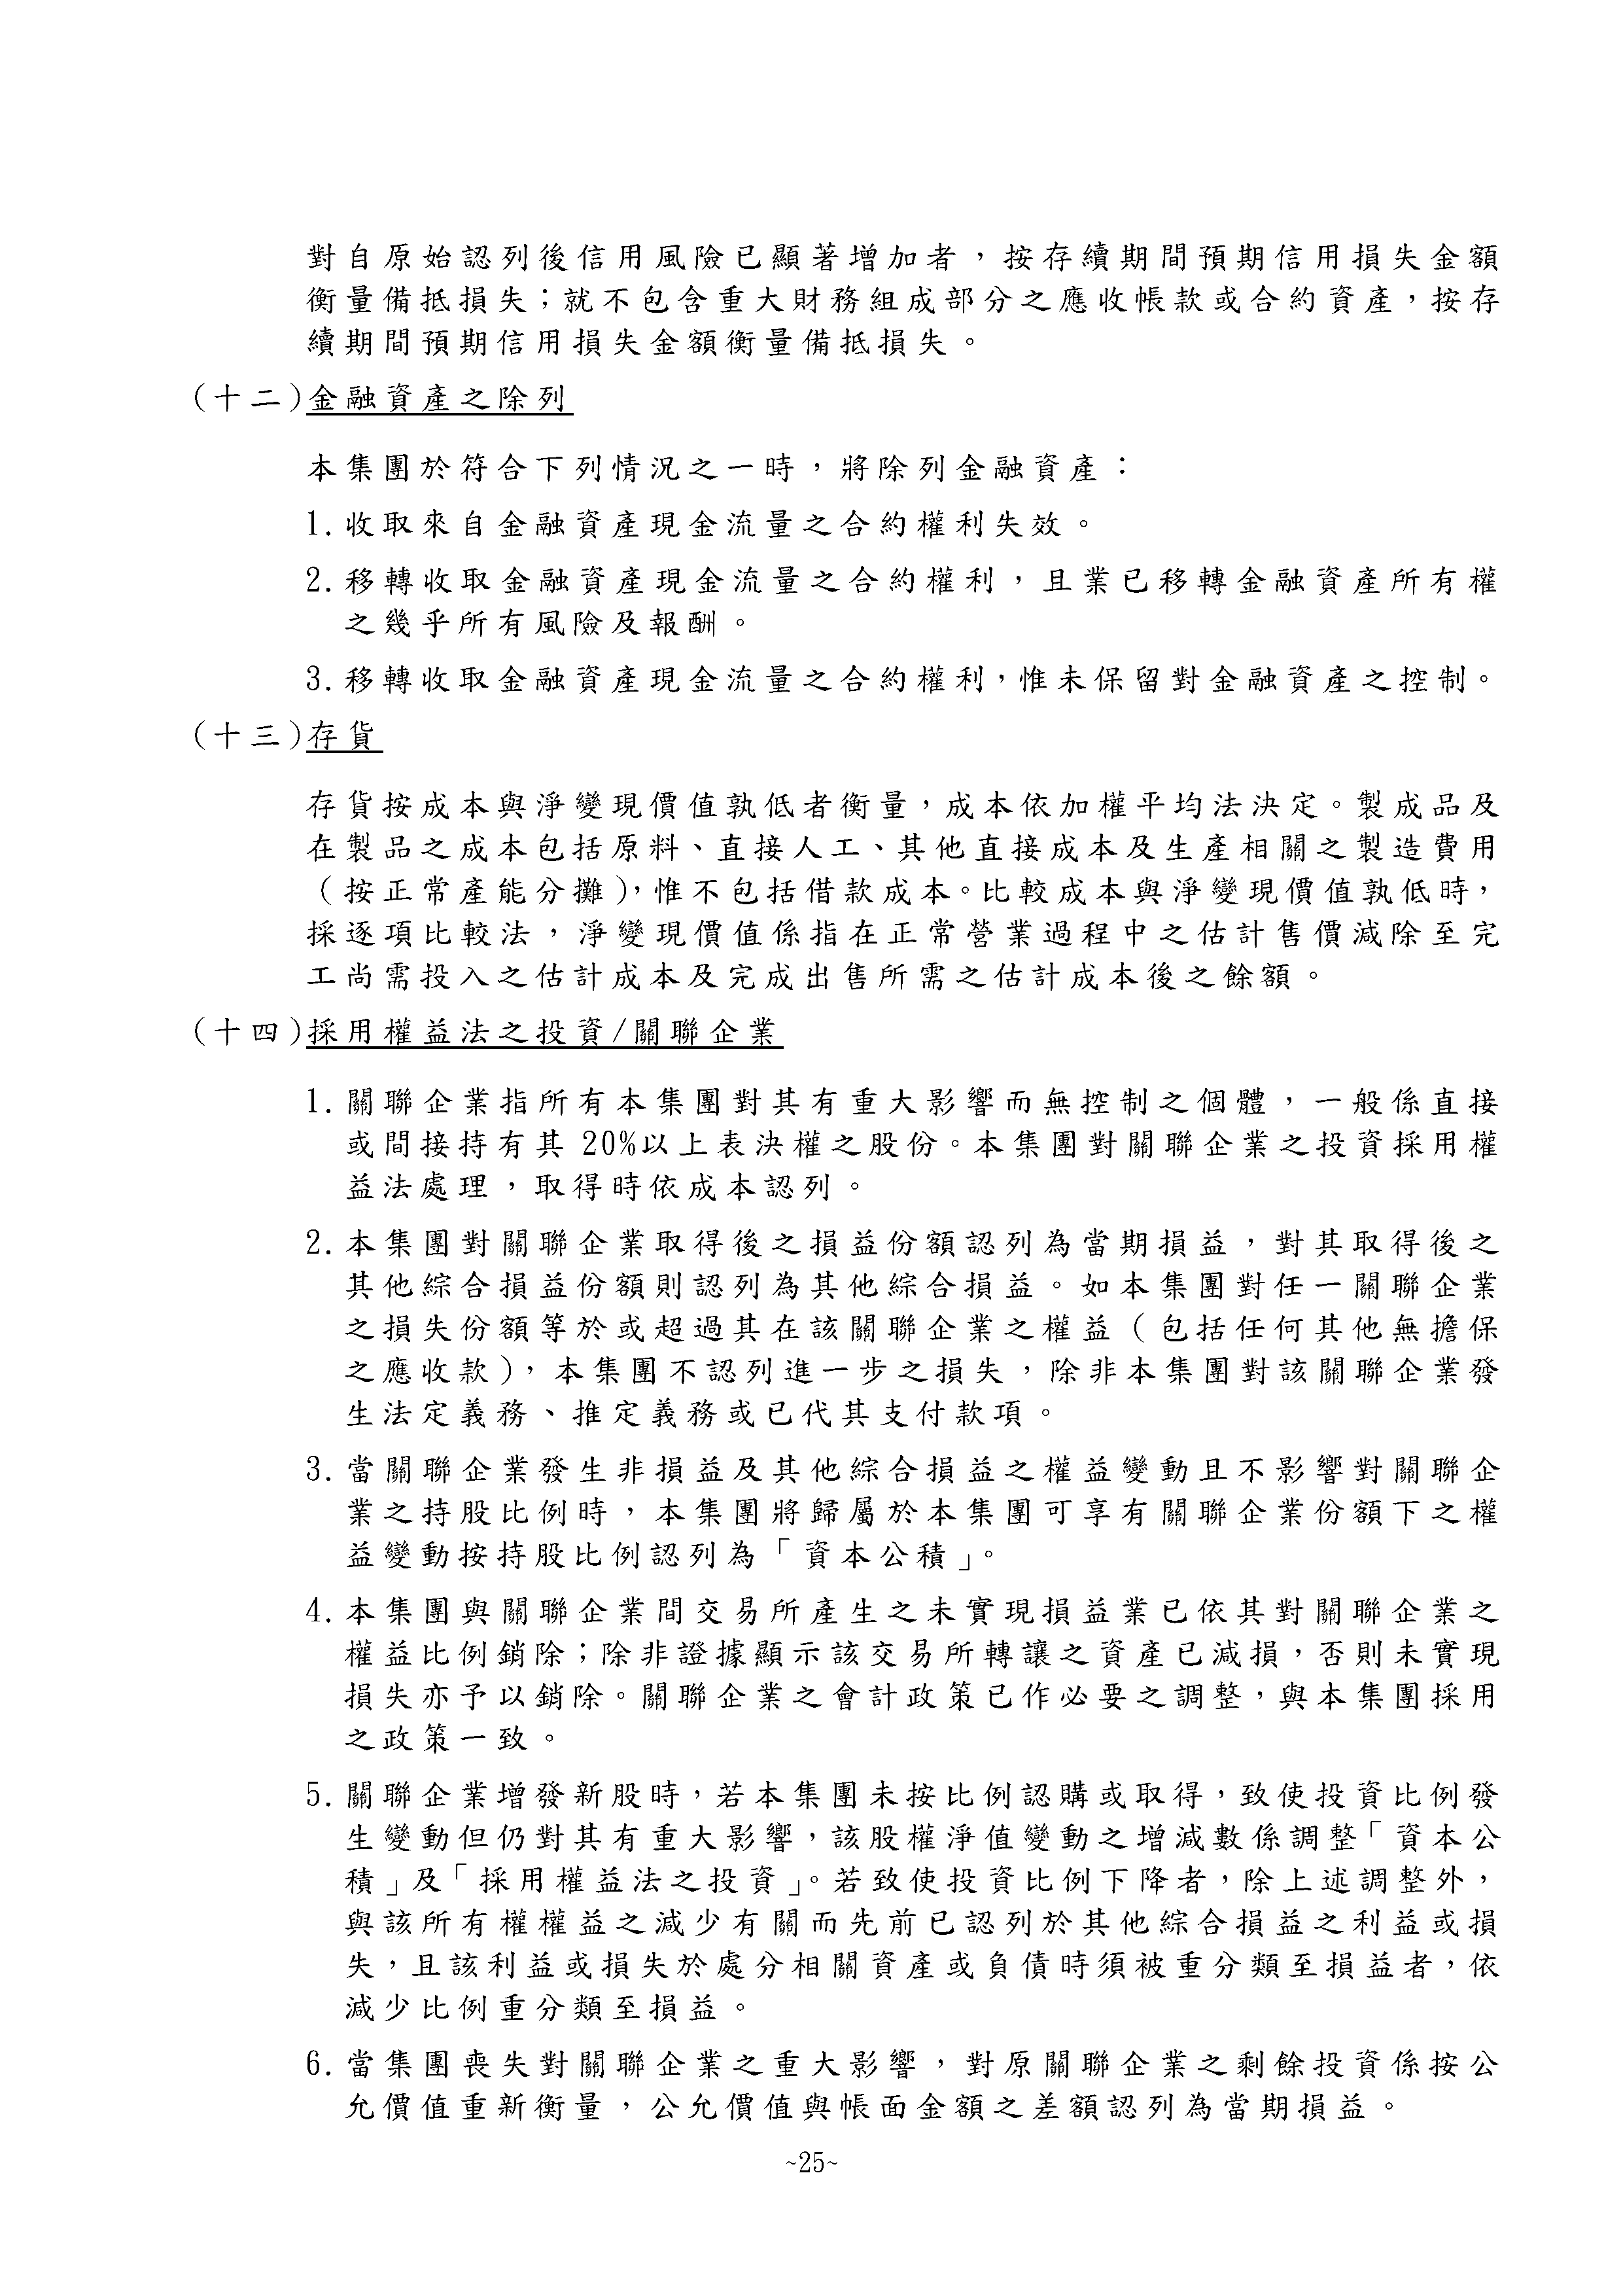 對自原始認列後信用風險已顯著增加者，按存續期間預期信用損失金額
衡量備抵損失；就不包含重大財務組成部分之應收帳款或合約資產，按存
續期間預期信用損失金額衡量備抵損失。
(十二)金融資產之除列
本集團於符合下列情況之一時，將除列金融資產：
1.收取來自金融資產現金流量之合約權利失效。
2.移轉收取金融資產現金流量之合約權利，且業已移轉金融資產所有權
之幾乎所有風險及報酬。
3.移轉收取金融資產現金流量之合約權利，惟未保留對金融資產之控制。
(十三)存貨
存貨按成本與淨變現價值孰低者衡量，成本依加權平均法決定。製成品及
在製品之成本包括原料、直接人工、其他直接成本及生產相關之製造費用
（按正常產能分攤），惟不包括借款成本。比較成本與淨變現價值孰低時，
採逐項比較法，淨變現價值係指在正常營業過程中之估計售價減除至完
工尚需投入之估計成本及完成出售所需之估計成本後之餘額。
(十四)採用權益法之投資/關聯企業
1.關聯企業指所有本集團對其有重大影響而無控制之個體，一般係直接
或間接持有其 20%以上表決權之股份。本集團對關聯企業之投資採用權
益法處理，取得時依成本認列。
2.本集團對關聯企業取得後之損益份額認列為當期損益，對其取得後之
其他綜合損益份額則認列為其他綜合損益。如本集團對任一關聯企業
之損失份額等於或超過其在該關聯企業之權益（包括任何其他無擔保
之應收款），本集團不認列進一步之損失，除非本集團對該關聯企業發
生法定義務、推定義務或已代其支付款項。
3.當關聯企業發生非損益及其他綜合損益之權益變動且不影響對關聯企
業之持股比例時，本集團將歸屬於本集團可享有關聯企業份額下之權
益變動按持股比例認列為「資本公積」。
4.本集團與關聯企業間交易所產生之未實現損益業已依其對關聯企業之
權益比例銷除；除非證據顯示該交易所轉讓之資產已減損，否則未實現
損失亦予以銷除。關聯企業之會計政策已作必要之調整，與本集團採用
之政策一致。
5.關聯企業增發新股時，若本集團未按比例認購或取得，致使投資比例發
生變動但仍對其有重大影響，該股權淨值變動之增減數係調整「資本公
積」及「採用權益法之投資」。若致使投資比例下降者，除上述調整外，
與該所有權權益之減少有關而先前已認列於其他綜合損益之利益或損
失，且該利益或損失於處分相關資產或負債時須被重分類至損益者，依
減少比例重分類至損益。
6.當集團喪失對關聯企業之重大影響，對原關聯企業之剩餘投資係按公
允價值重新衡量，公允價值與帳面金額之差額認列為當期損益。
~25~